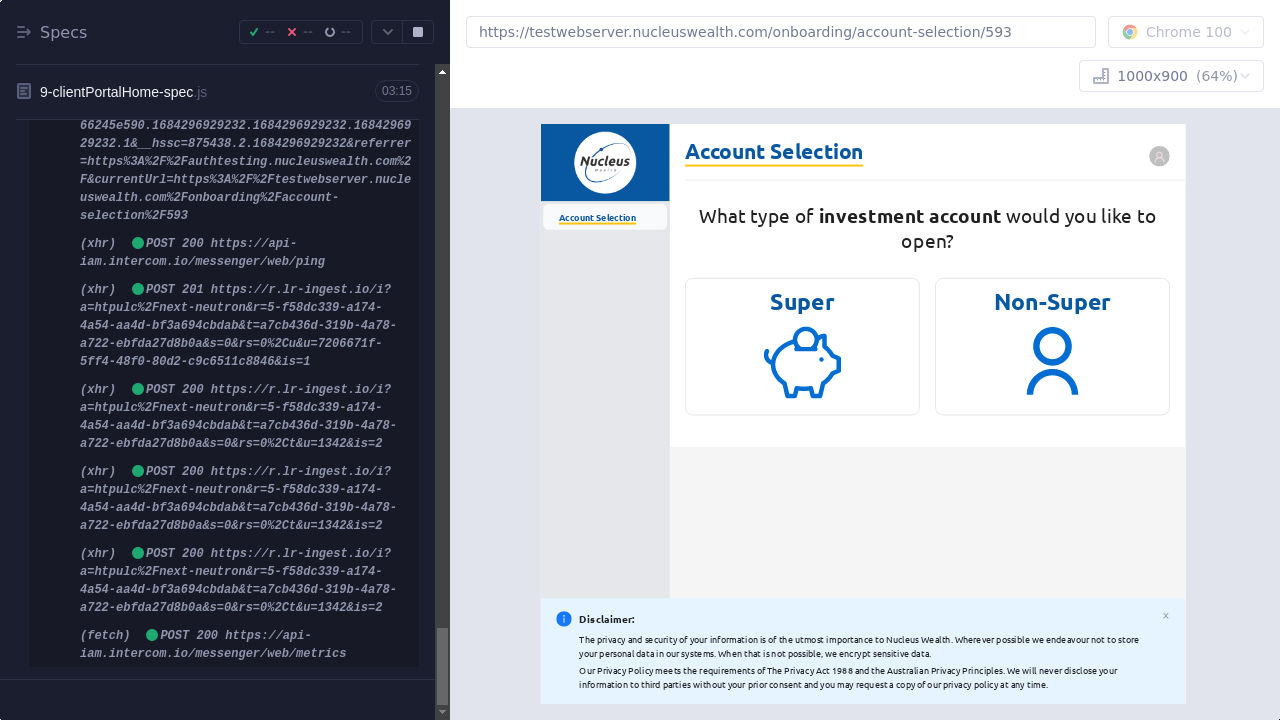 Specs
--
--
--
9-clientPortalHome-spec.js
03:15
66245e590.1684296929232.1684296929232.16842969
29232.1&__hssc=875438.2.1684296929232&referrer
=https%3A%2F%2Fauthtesting.nucleuswealth.com%2
F&currentUrl=https%3A%2F%2Ftestwebserver.nucle
uswealth.com%2Fonboarding%2Faccount-
selection%2F593
(xhr) POST 200 https://api-
iam.intercom.io/messenger/web/ping
(xhr) POST 201 https://r.lr-ingest.io/i?
a=htpulc%2Fnext-neutron&r=5-f58dc339-a174-
4a54-aa4d-bf3a694cbdab&t=a7cb436d-319b-4a78-
a722-ebfda27d8b0a&s=0&rs=0%2Cu&u=7206671f-
5ff4-48f0-80d2-c9c6511c8846&is=1
(xhr) POST 200 https://r.lr-ingest.io/i?
a=htpulc%2Fnext-neutron&r=5-f58dc339-a174-
4a54-aa4d-bf3a694cbdab&t=a7cb436d-319b-4a78-
a722-ebfda27d8b0a&s=0&rs=0%2Ct&u=1342&is=2
(xhr) POST 200 https://r.lr-ingest.io/i?
a=htpulc%2Fnext-neutron&r=5-f58dc339-a174-
4a54-aa4d-bf3a694cbdab&t=a7cb436d-319b-4a78-
a722-ebfda27d8b0a&s=0&rs=0%2Ct&u=1342&is=2
(xhr) POST 200 https://r.lr-ingest.io/i?
a=htpulc%2Fnext-neutron&r=5-f58dc339-a174-
4a54-aa4d-bf3a694cbdab&t=a7cb436d-319b-4a78-
a722-ebfda27d8b0a&s=0&rs=0%2Ct&u=1342&is=2
(fetch) POST 200 https://api-
iam.intercom.io/messenger/web/metrics
https://testwebserver.nucleuswealth.com/onboarding/account-selection/593
Chrome 100
1000x900 (64%)
Nucleus
Wealth
Account Selection
Account Selection
What type of investment account would you like to
open?
Super
Non-Super
Disclaimer:
The privacy and security of your information is of the utmost importance to Nucleus Wealth. Wherever possible we endeavour not to store
your personal data in our systems. When that is not possible, we encrypt sensitive data.
Our Privacy Policy meets the requirements of The Privacy Act 1988 and the Australian Privacy Principles. We will never disclose your
information to third parties without your prior consent and you may request a copy of our privacy policy at any time.